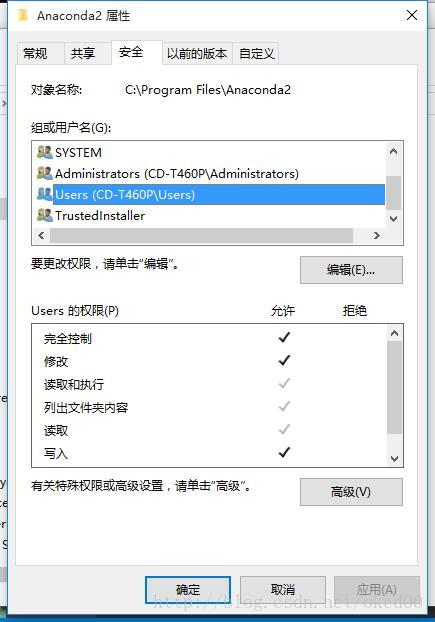 Anaconda2 属性
常规 共享 安全 以前的版本 自定义
对象名称: C:\Program Files\Anaconda2
组或用户名(G):
SYSTEM
Administrators (CD-T460P\Administrators)
Users (CD-T460P\Users)
TrustedInstaller
要更改权限，请单击“编辑”。
编辑(E)...
Users 的权限(P) 允许 拒绝
完全控制
修改
读取和执行
列出文件夹内容
读取
写入
有关特殊权限或高级设置，请单击“高级”。
高级(V)
确定 取消 应用(A)
http://blog.csdn.net/okcd00